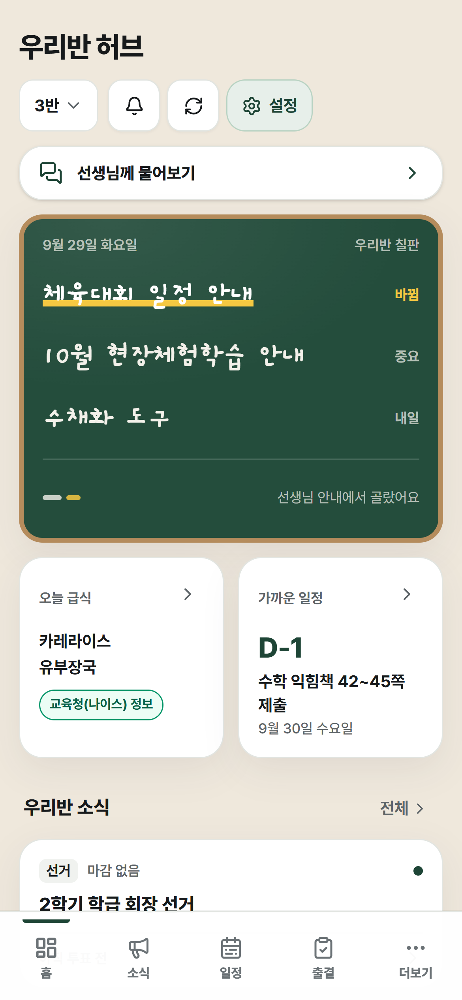 우리반 허브
3반
설정
선생님께 물어보기
9월 29일 화요일
우리반 칠판
체육대회 일정 안내
바뀜
10월 현장체험학습 안내
중요
수채화 도구
내일
선생님 안내에서 골랐어요
오늘 급식
카레라이스
유부장국
교육청(나이스) 정보
가까운 일정
D-1
수학 익힘책 42~45쪽
제출
9월 30일 수요일
우리반 소식
전체
선거
마감 없음
2학기 학급 회장 선거
투표 전
홈
소식
일정
출결
더보기